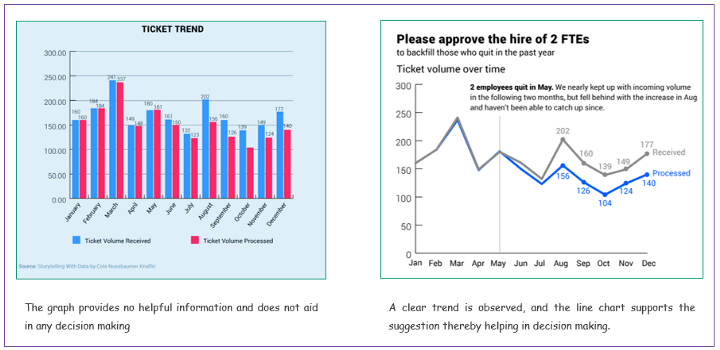 TICKET TREND
300.00
250.00
200.00
150.00
100.00
50.00
0.00
160
160
184
184
241
237
149
148
180
181
161
150
132
123
202
156
160
126
139
149
124
177
140
January
February
March
April
May
June
July
August
September
October
November
December
Ticket Volume Received
Ticket Volume Processed
Source: Storytelling With Data by Cole Nussbaumer Knaflic
The graph provides no helpful information and does not aid
in any decision making
Please approve the hire of 2 FTEs
to backfill those who quit in the past year
Ticket volume over time
2 employees quit in May. We nearly kept up with incoming volume
in the following two months, but fell behind with the increase in Aug
and haven't been able to catch up since.
300
250
200
150
100
50
0
202
160
139
149
177
Received
156
126
104
124
140
Processed
Jan Feb Mar Apr May Jun Jul Aug Sep Oct Nov Dec
A clear trend is observed, and the line chart supports the
suggestion thereby helping in decision making.